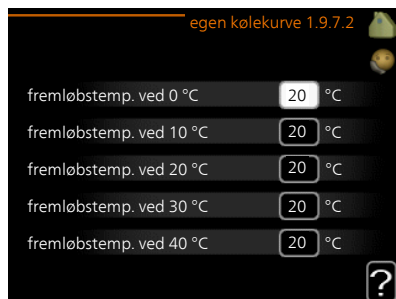 egen kølekurve 1.9.7.2
fremløbstemp. ved 0 °C 20 °C
fremløbstemp. ved 10 °C 20 °C
fremløbstemp. ved 20 °C 20 °C
fremløbstemp. ved 30 °C 20 °C
fremløbstemp. ved 40 °C 20 °C
?